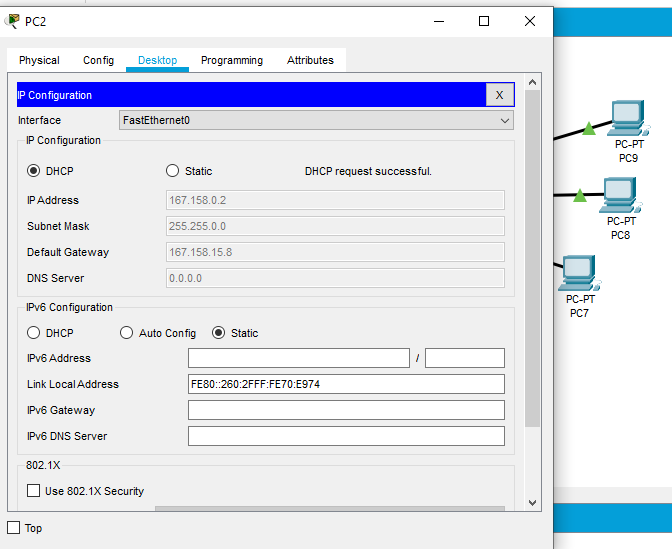 PC2
Physical Config Desktop Programming Attributes
IP Configuration X
Interface FastEthernet0
IP Configuration
DHCP Static DHCP request successful.
IP Address 167.158.0.2
Subnet Mask 255.255.0.0
Default Gateway 167.158.15.8
DNS Server 0.0.0.0
IPv6 Configuration
DHCP Auto Config Static
IPv6 Address /
Link Local Address FE80::260:2FFF:FE70:E974
IPv6 Gateway
IPv6 DNS Server
802.1X
Use 802.1X Security
Top
PC-PT
PC9
PC-PT
PC8
PC-PT
PC7